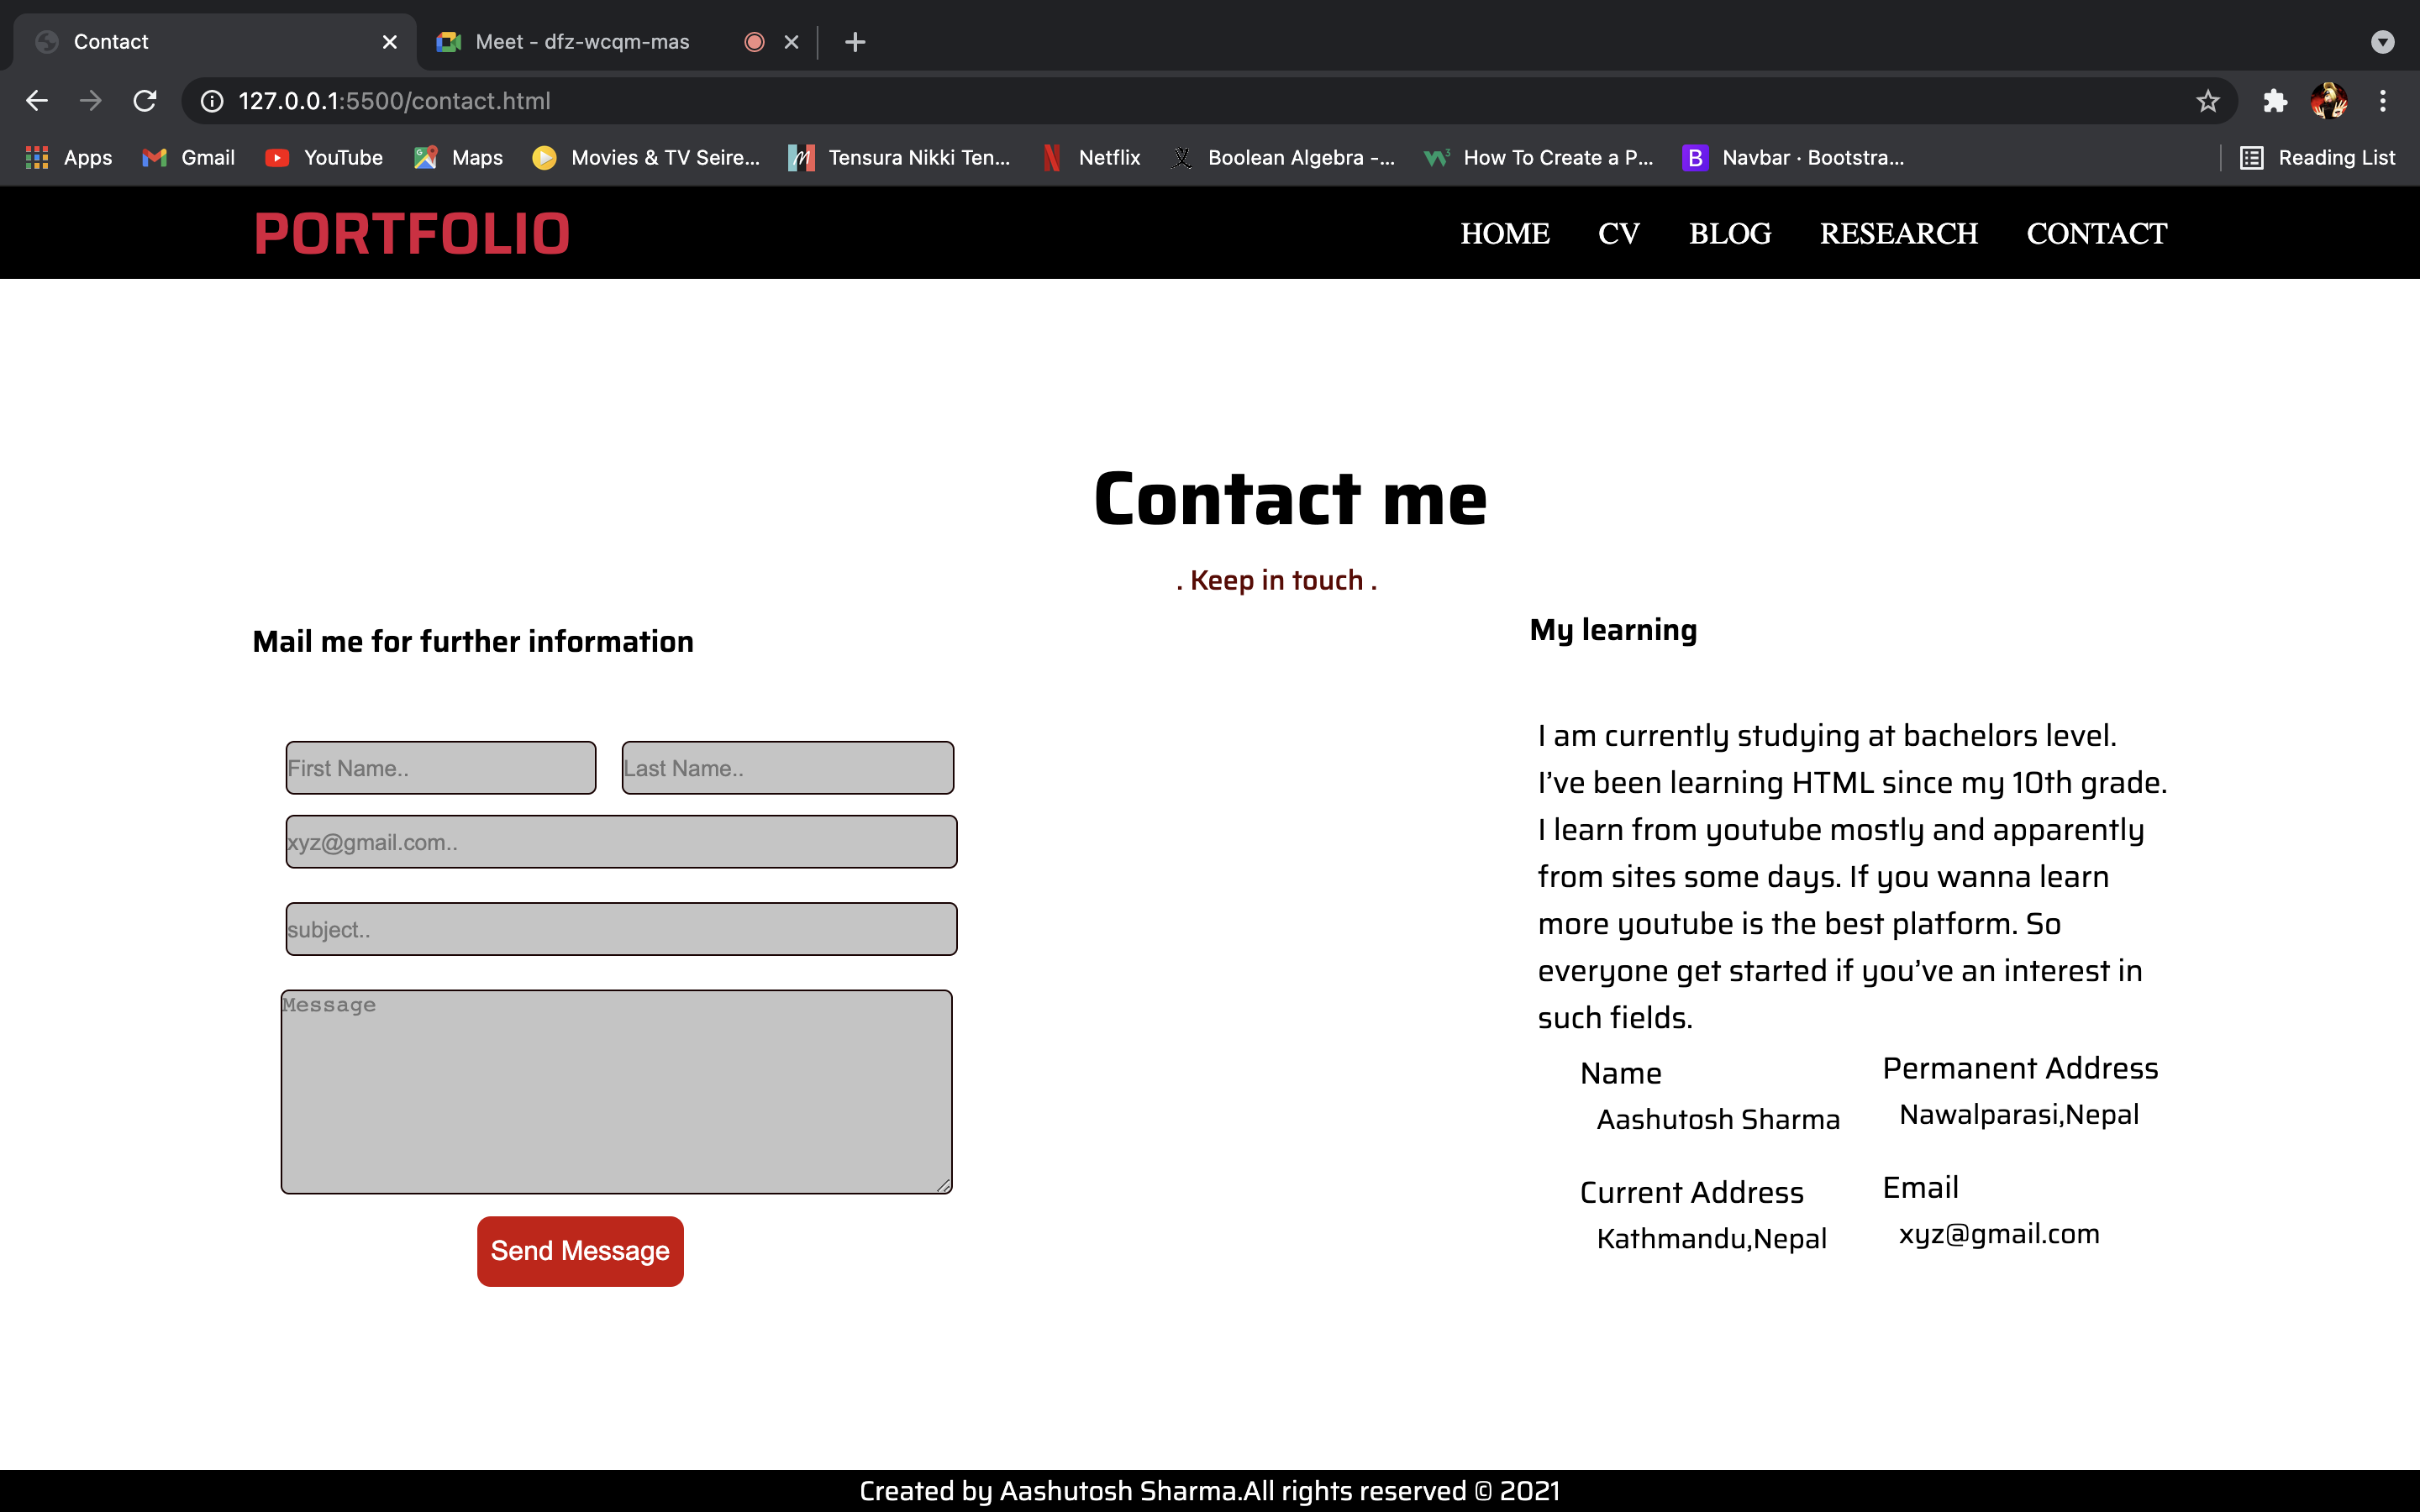 Contact
Meet - dfz-wcqm-mas
127.0.0.1:5500/contact.html
Apps Gmail YouTube Maps Movies & TV Seire... Tensura Nikki Ten... Netflix Boolean Algebra -... How To Create a P... Navbar · Bootstra... Reading List
PORTFOLIO
HOME CV BLOG RESEARCH CONTACT
Contact me
. Keep in touch .
Mail me for further information
First Name.. Last Name..
xyz@gmail.com..
subject..
Message
Send Message
My learning
I am currently studying at bachelors level.
I’ve been learning HTML since my 10th grade.
I learn from youtube mostly and apparently
from sites some days. If you wanna learn
more youtube is the best platform. So
everyone get started if you’ve an interest in
such fields.
Name
Aashutosh Sharma
Permanent Address
Nawalparasi,Nepal
Current Address
Kathmandu,Nepal
Email
xyz@gmail.com
Created by Aashutosh Sharma.All rights reserved © 2021